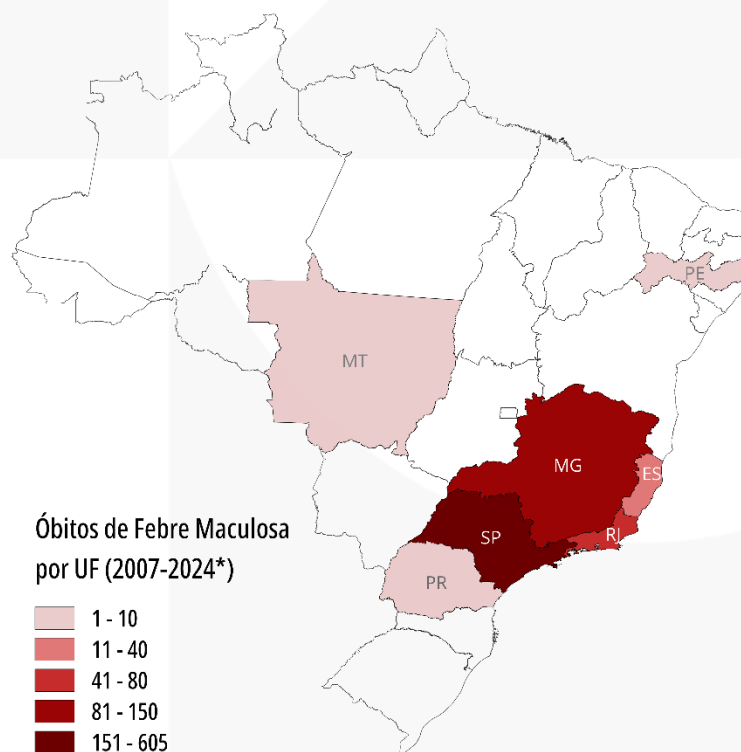 PE
MT
MG
ES
SP
RJ
PR
Óbitos de Febre Maculosa
por UF (2007-2024*)
1 - 10
11 - 40
41 - 80
81 - 150
151 - 605